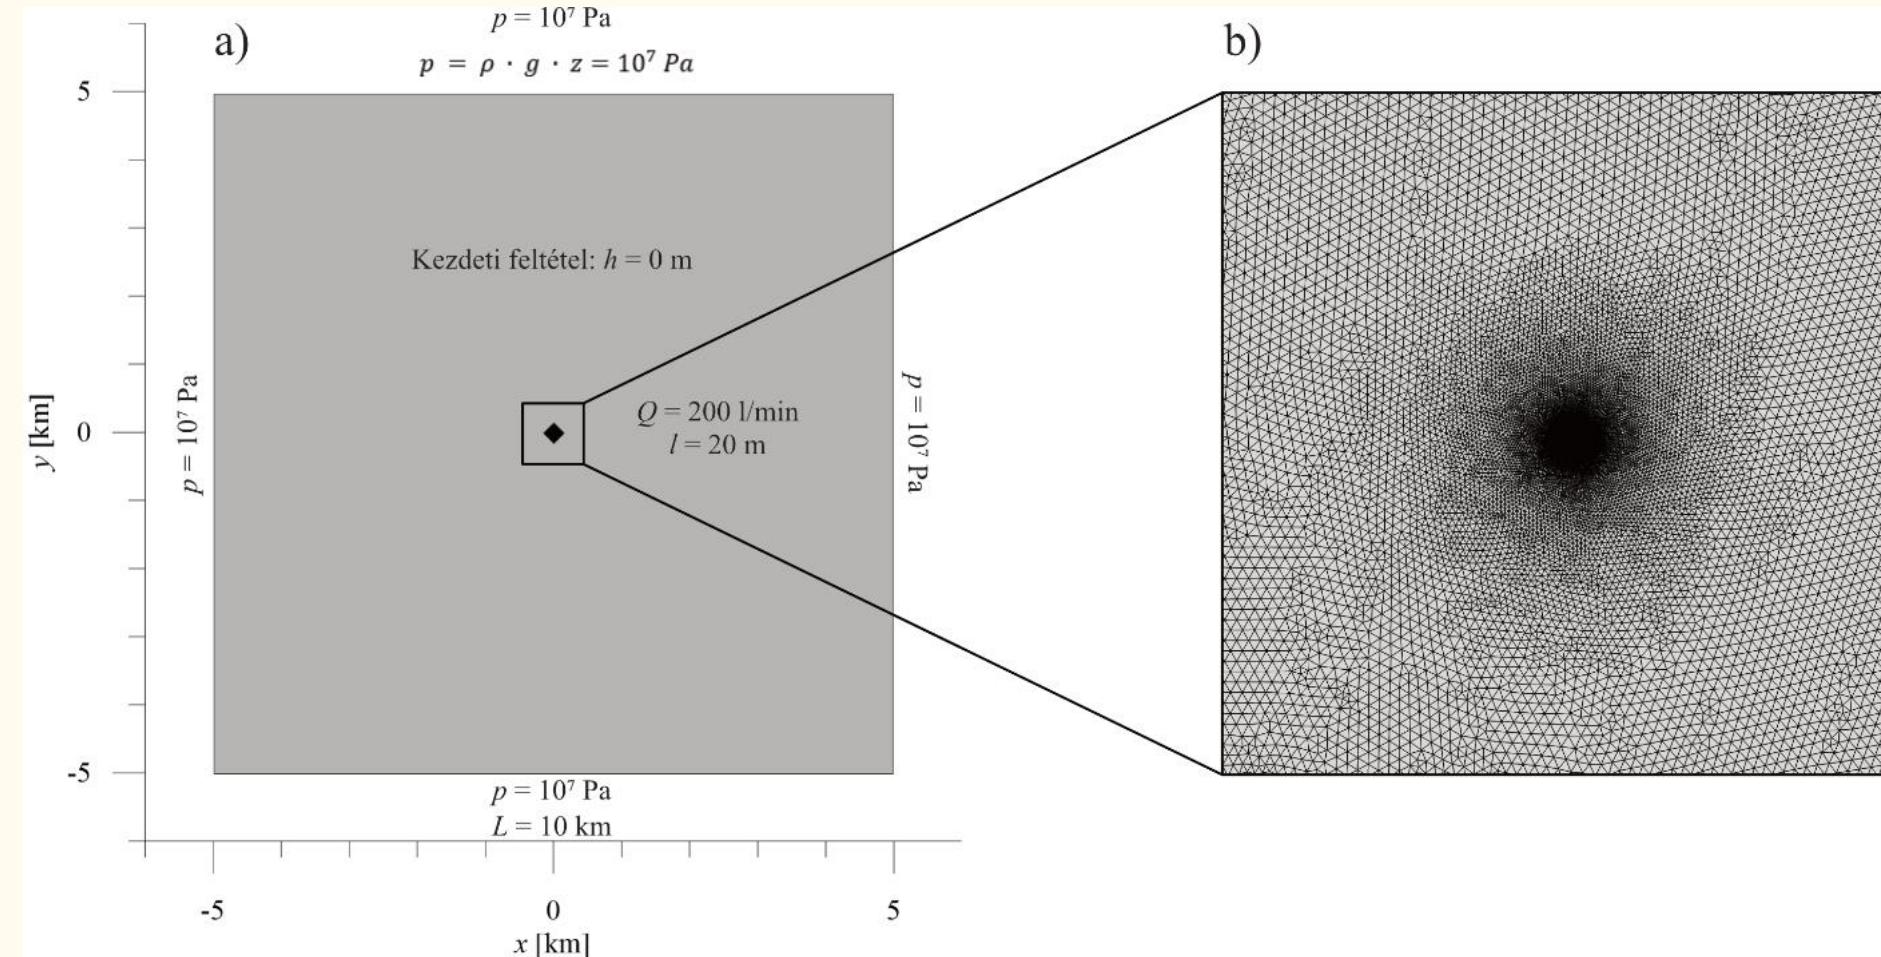 p = 10⁷ Pa
a)
p = ρ · g · z = 10⁷ Pa
b)
5
Kezdeti feltétel: h = 0 m
p = 10⁷ Pa
y [km]
0
Q = 200 l/min
l = 20 m
p = 10⁷ Pa
-5
p = 10⁷ Pa
L = 10 km
-5
0
5
x [km]